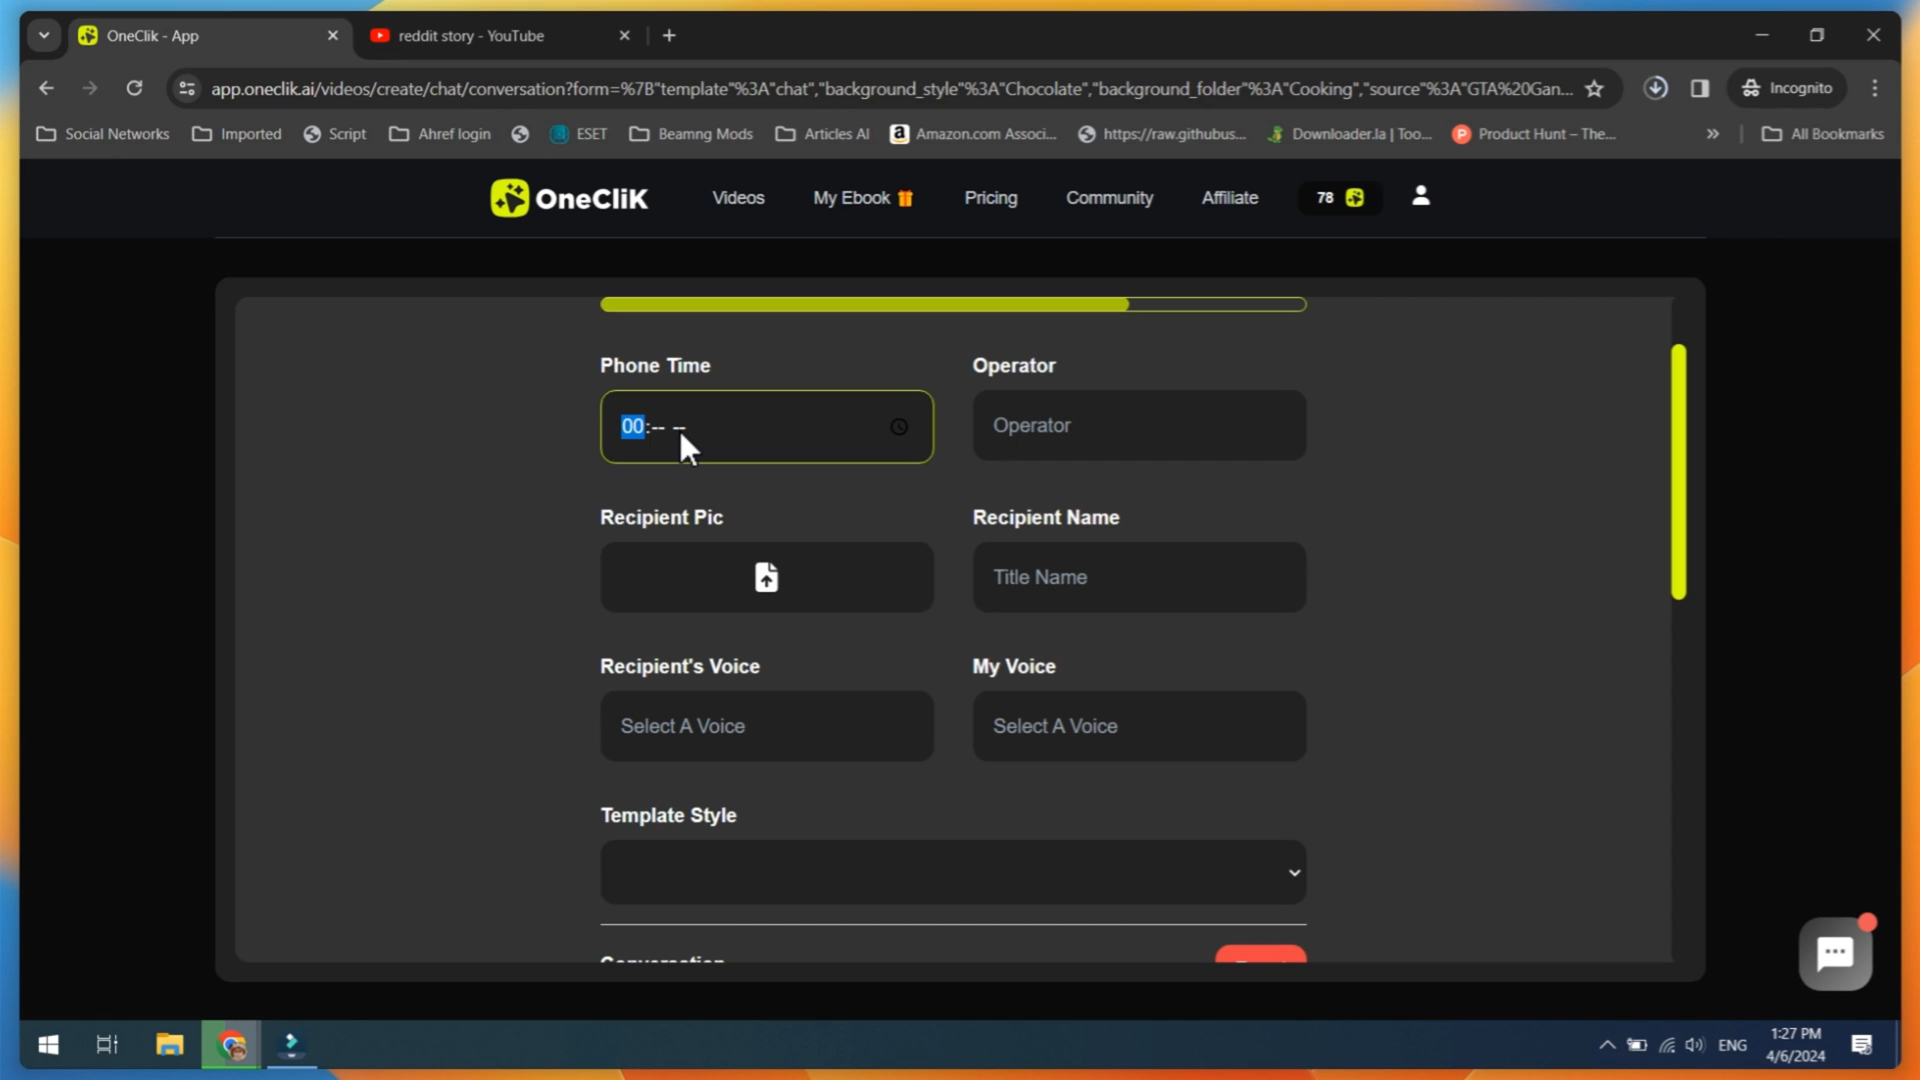 OneClik - App
reddit story - YouTube
app.oneclik.ai/videos/create/chat/conversation?form=%7B"template"%3A"chat","background_style"%3A"Chocolate","background_folder"%3A"Cooking","source"%3A"GTA%20Gan...
Incognito
Social Networks
Imported
Script
Ahref login
ESET
Beamng Mods
Articles AI
Amazon.com Associ...
https://raw.githubus...
Downloader.la | Too...
Product Hunt – The...
All Bookmarks
OneCliK
Videos
My Ebook
Pricing
Community
Affiliate
78
Phone Time
Operator
00:-- --
Operator
Recipient Pic
Recipient Name
Title Name
Recipient's Voice
My Voice
Select A Voice
Select A Voice
Template Style
Conversation
ENG
1:27 PM
4/6/2024